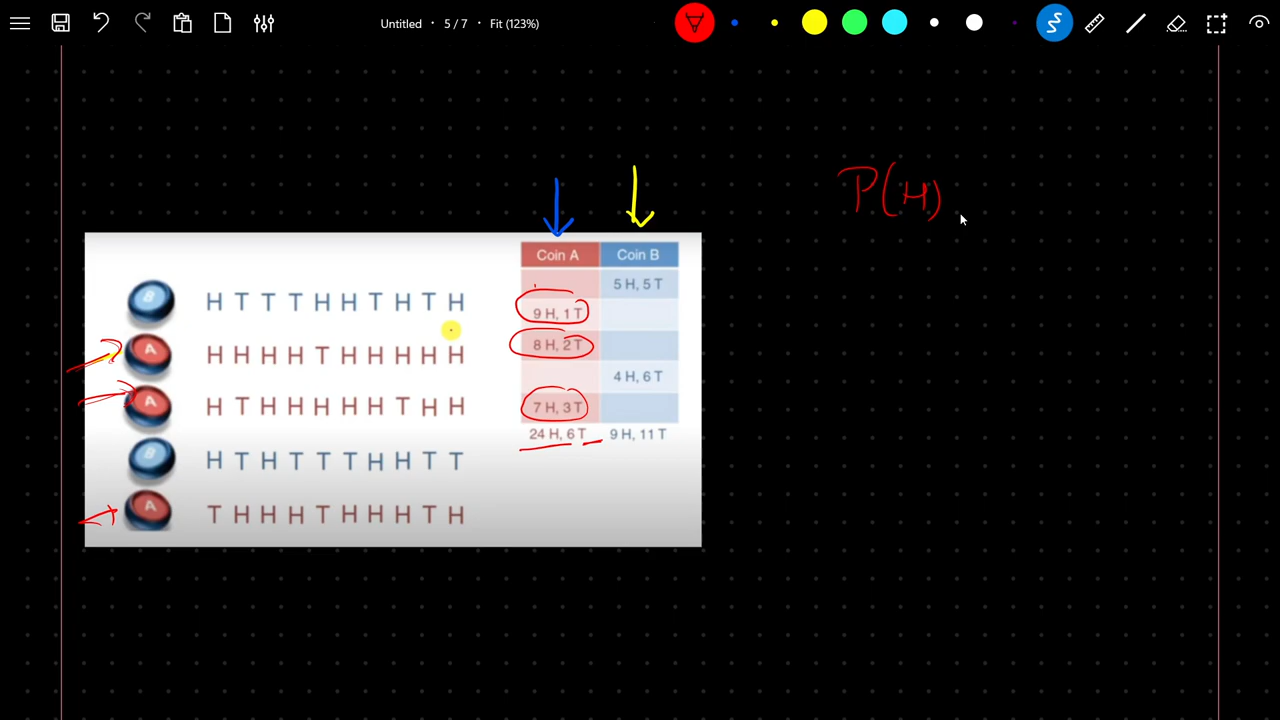 Untitled • 5 / 7 • Fit (123%)
P(H)
Coin A Coin B
5 H, 5 T
B H T T T H H T H T H
9 H, 1 T
A H H H H T H H H H H
8 H, 2 T
4 H, 6 T
A H T H H H H H T H H
7 H, 3 T
24 H, 6 T 9 H, 11 T
B H T H T T T H H T T
A T H H H T H H H T H